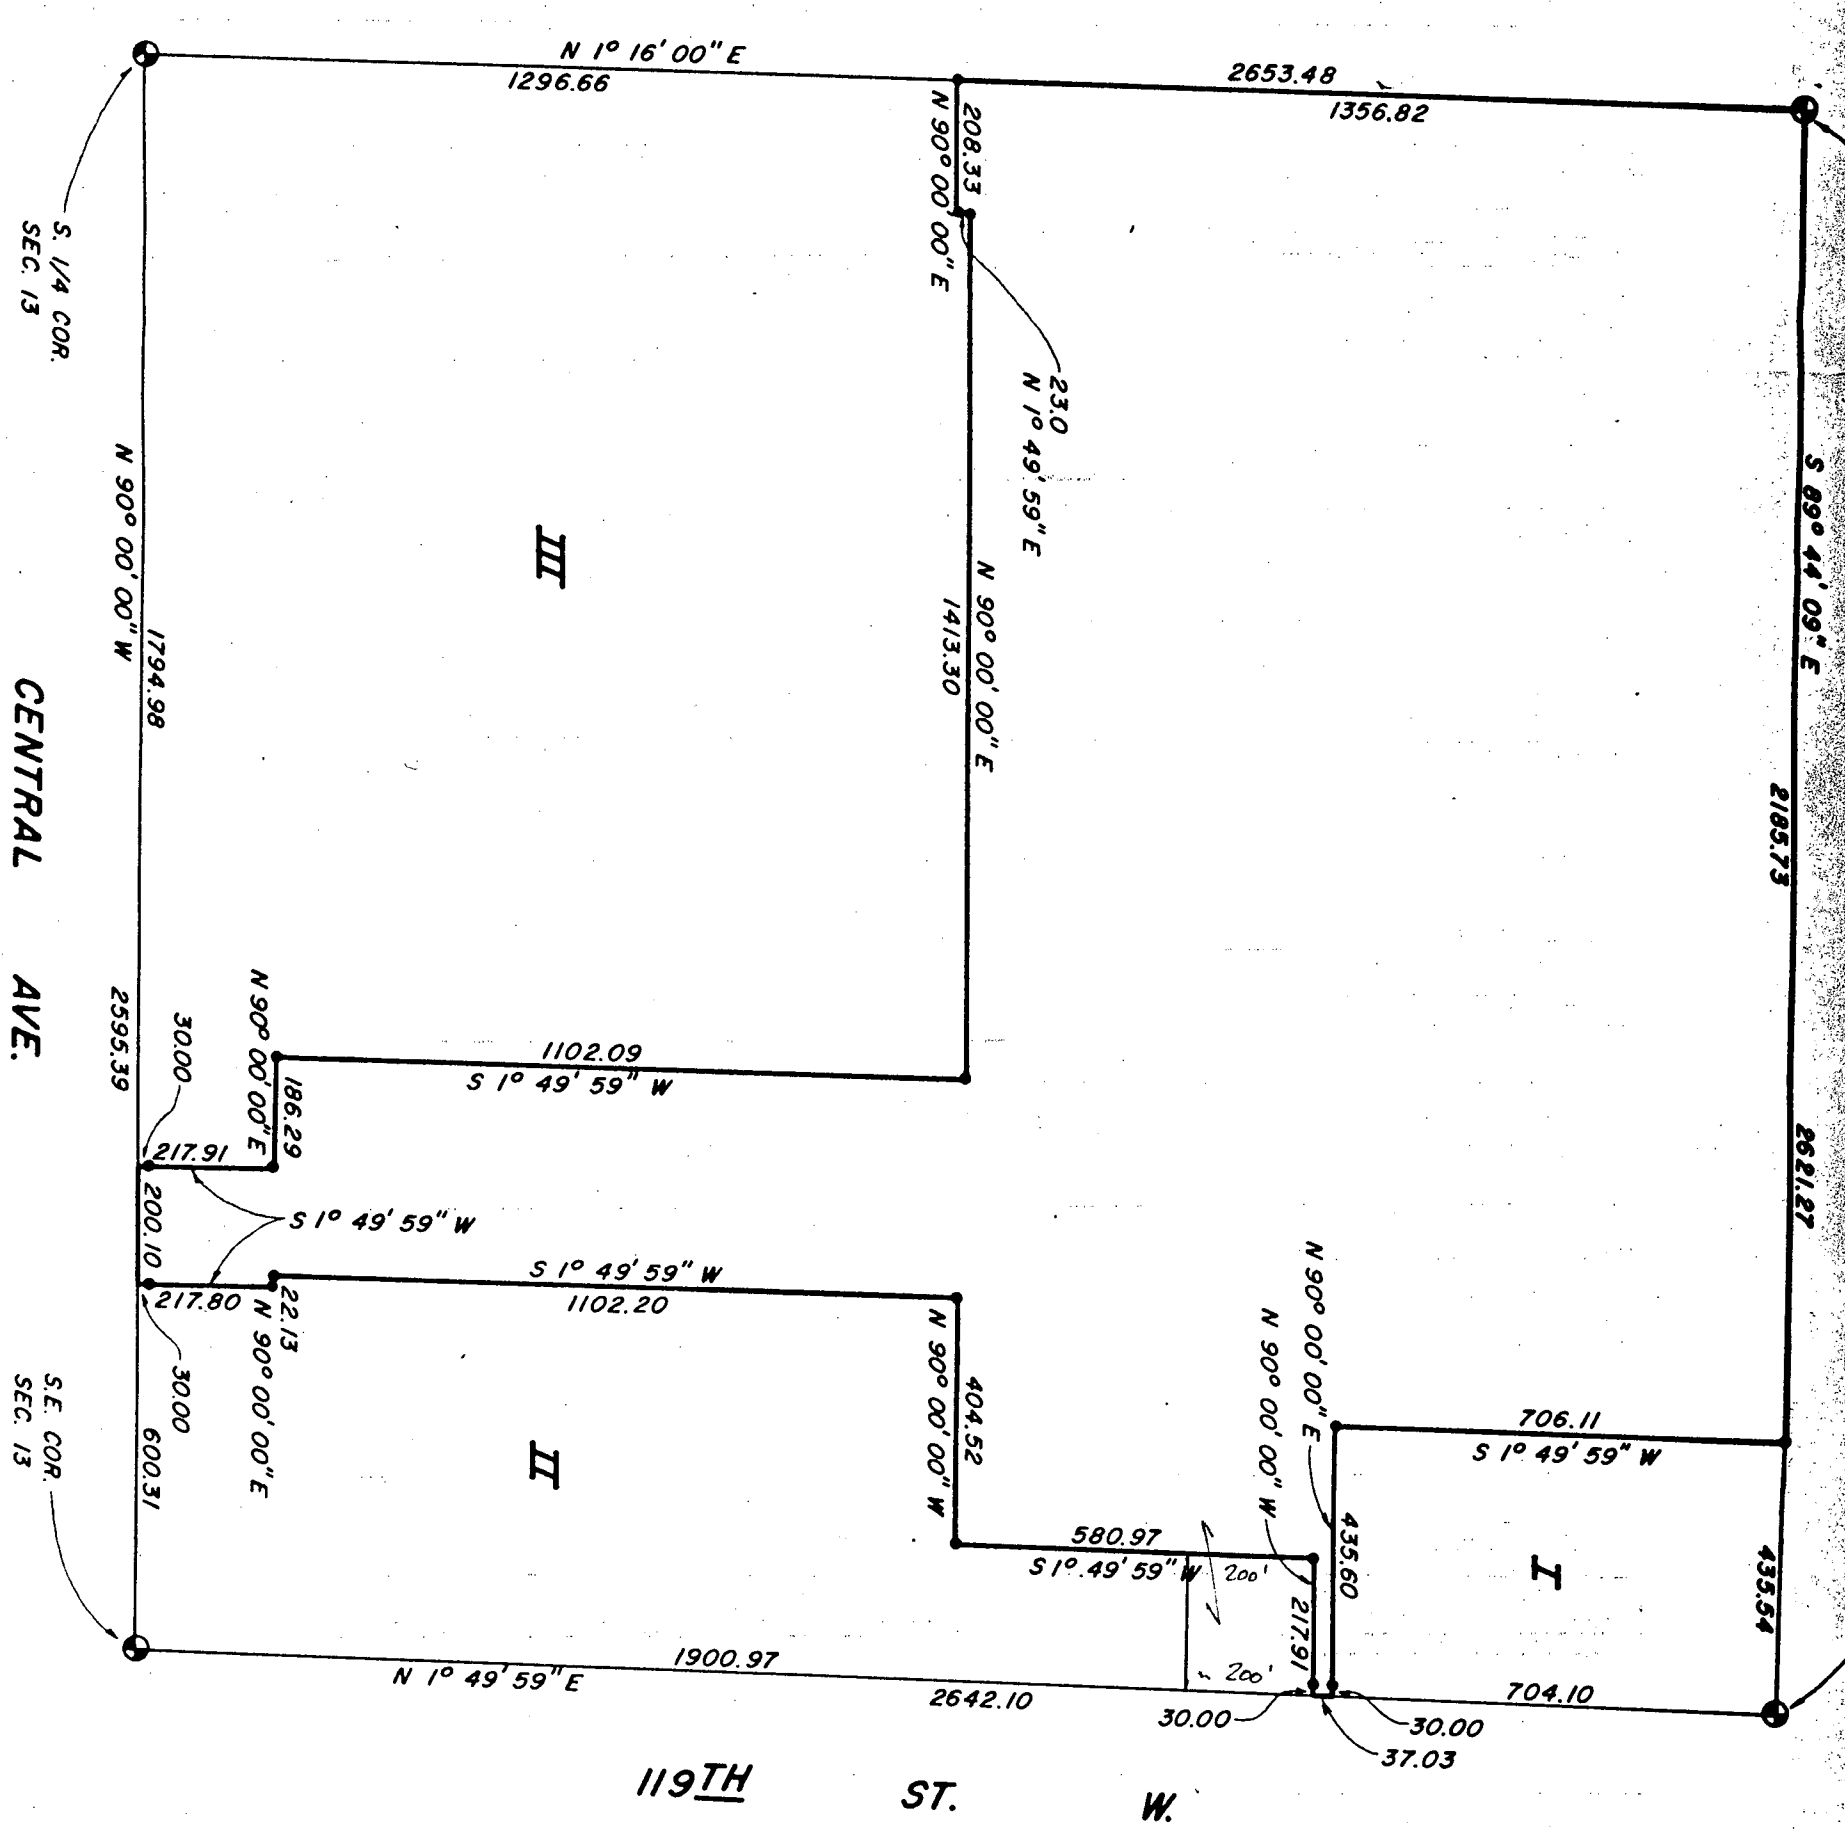 N 1° 16' 00" E
1296.66
2653.48
1356.82
208.33
N 90° 00' 00" E
23.0
N 1° 49' 59" E
S. 1/4 COR.
SEC. 13
S 89° 44' 09" E
2185.73
2621.27
N 90° 00' 00" E
1413.30
III
N 90° 00' 00" W
1794.98
2595.39
CENTRAL AVE.
1102.09
S 1° 49' 59" W
N 90° 00' 00" E
186.29
30.00
217.91
200.10
S 1° 49' 59" W
217.80
30.00
22.13
N 90° 00' 00" E
S 1° 49' 59" W
1102.20
N 90° 00' 00" W
404.52
II
600.31
S.E. COR.
SEC. 13
N 90° 00' 00" E
N 90° 00' 00" W
706.11
S 1° 49' 59" W
I
435.60
435.54
580.97
S 1° 49' 59" W
200'
217.91
~ 200'
1900.97
N 1° 49' 59" E
2642.10
704.10
30.00
30.00
37.03
119TH ST. W.